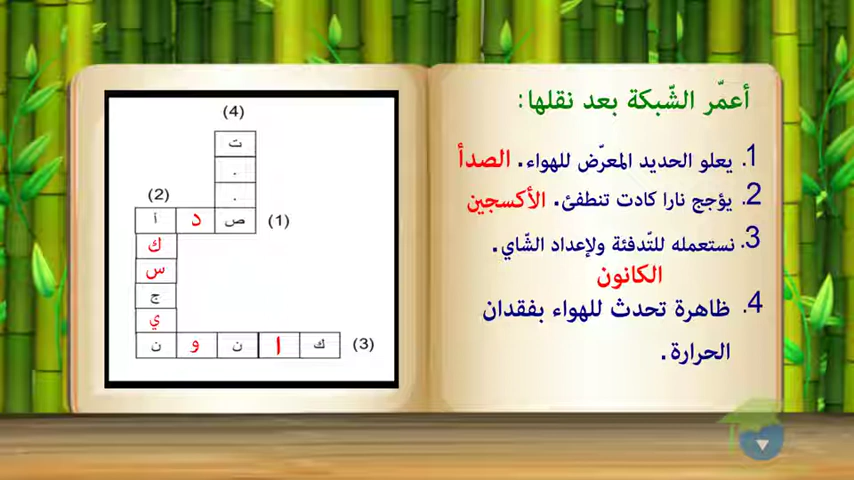 أعمّر الشّبكة بعد نقلها:
1. يعلو الحديد المعرّض للهواء. الصدأ
2. يؤجج نارا كادت تنطفئ. الأكسجين
3. نستعمله للتّدفئة ولإعداد الشّاي.
الكانون
4. ظاهرة تحدث للهواء بفقدان
الحرارة.
(4)
ت
.
.
(2)
(1) ص د أ
ك
س
ج
ي
(3) ك ا ن و ن